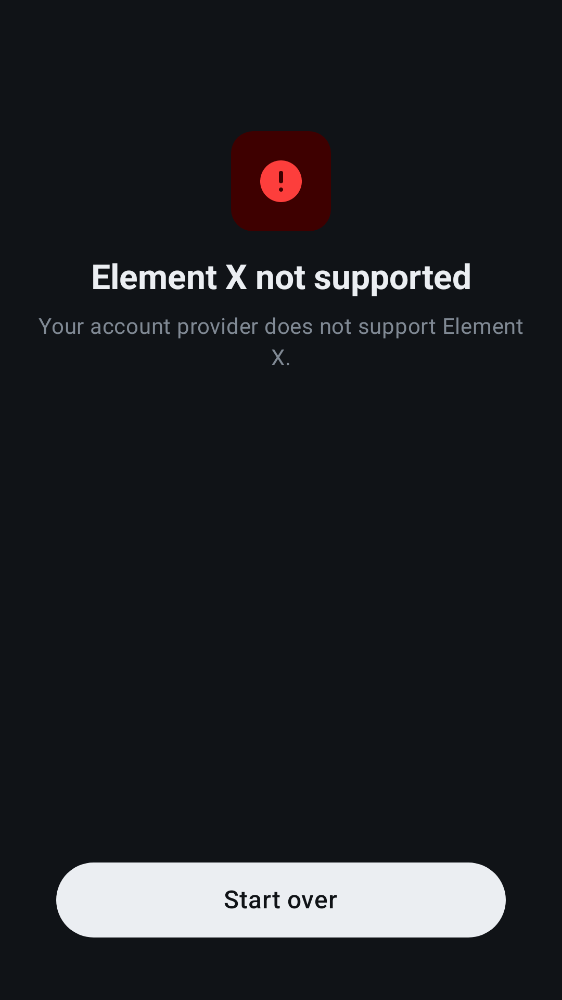 Element X not supported
Your account provider does not support Element
X.
Start over